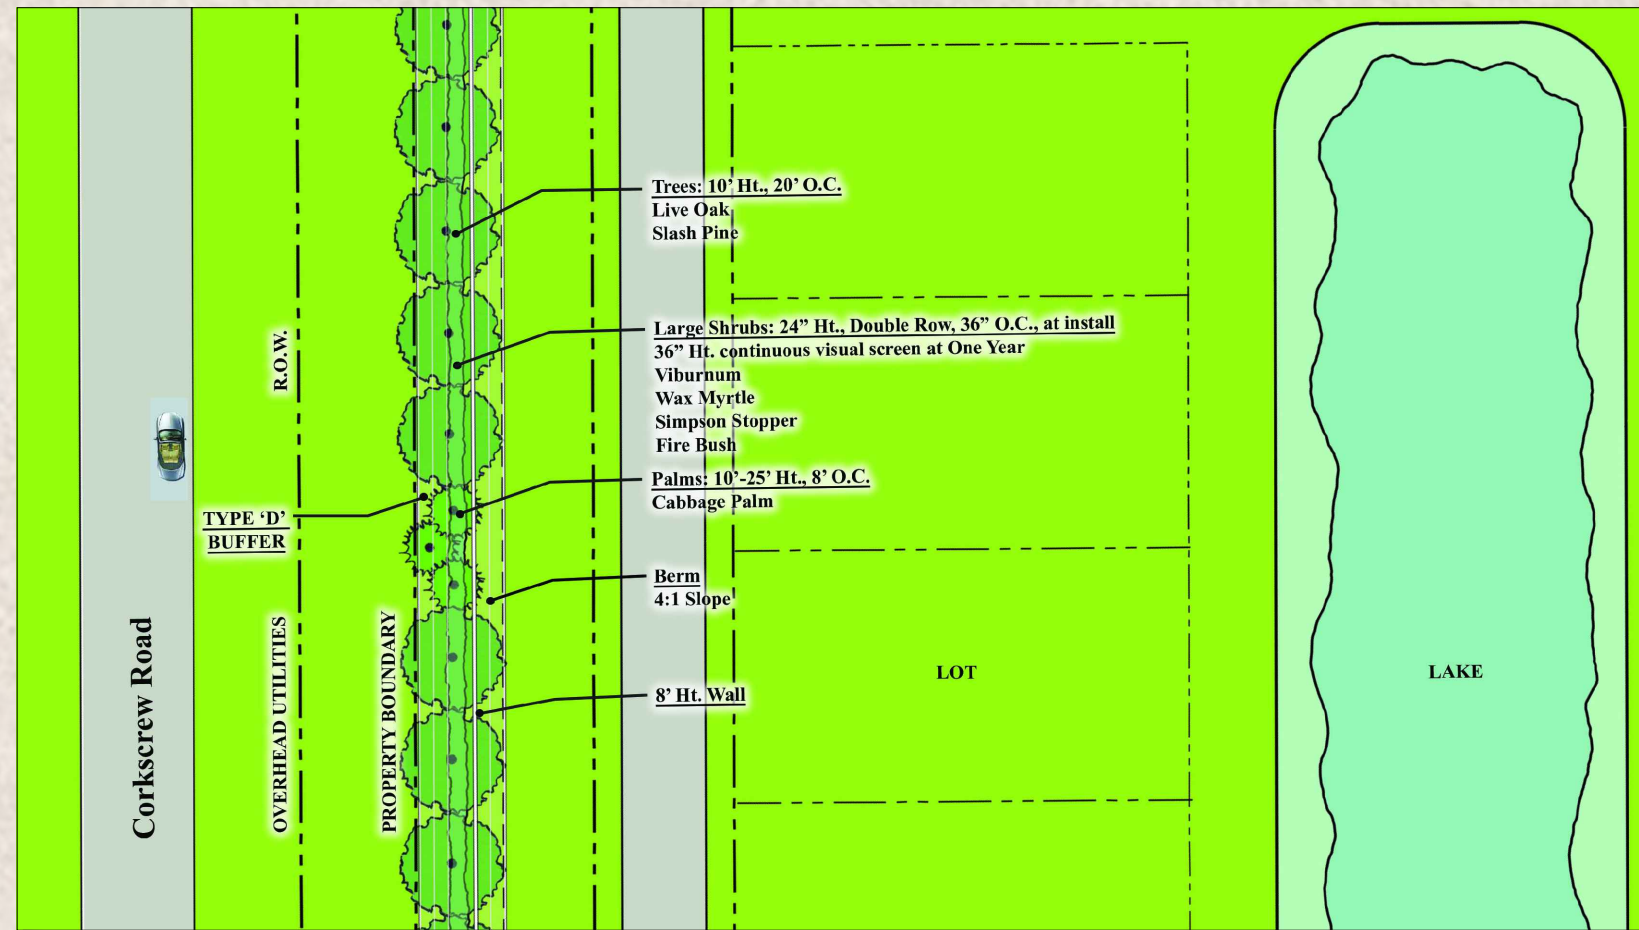 Trees: 10’ Ht., 20’ O.C.
Live Oak
Slash Pine
Large Shrubs: 24” Ht., Double Row, 36” O.C., at install
36” Ht. continuous visual screen at One Year
Viburnum
Wax Myrtle
Simpson Stopper
Fire Bush
Palms: 10’-25’ Ht., 8’ O.C.
Cabbage Palm
Berm
4:1 Slope
8’ Ht. Wall
R.O.W.
TYPE ‘D’
BUFFER
Corkscrew Road
OVERHEAD UTILITIES
PROPERTY BOUNDARY
LOT
LAKE